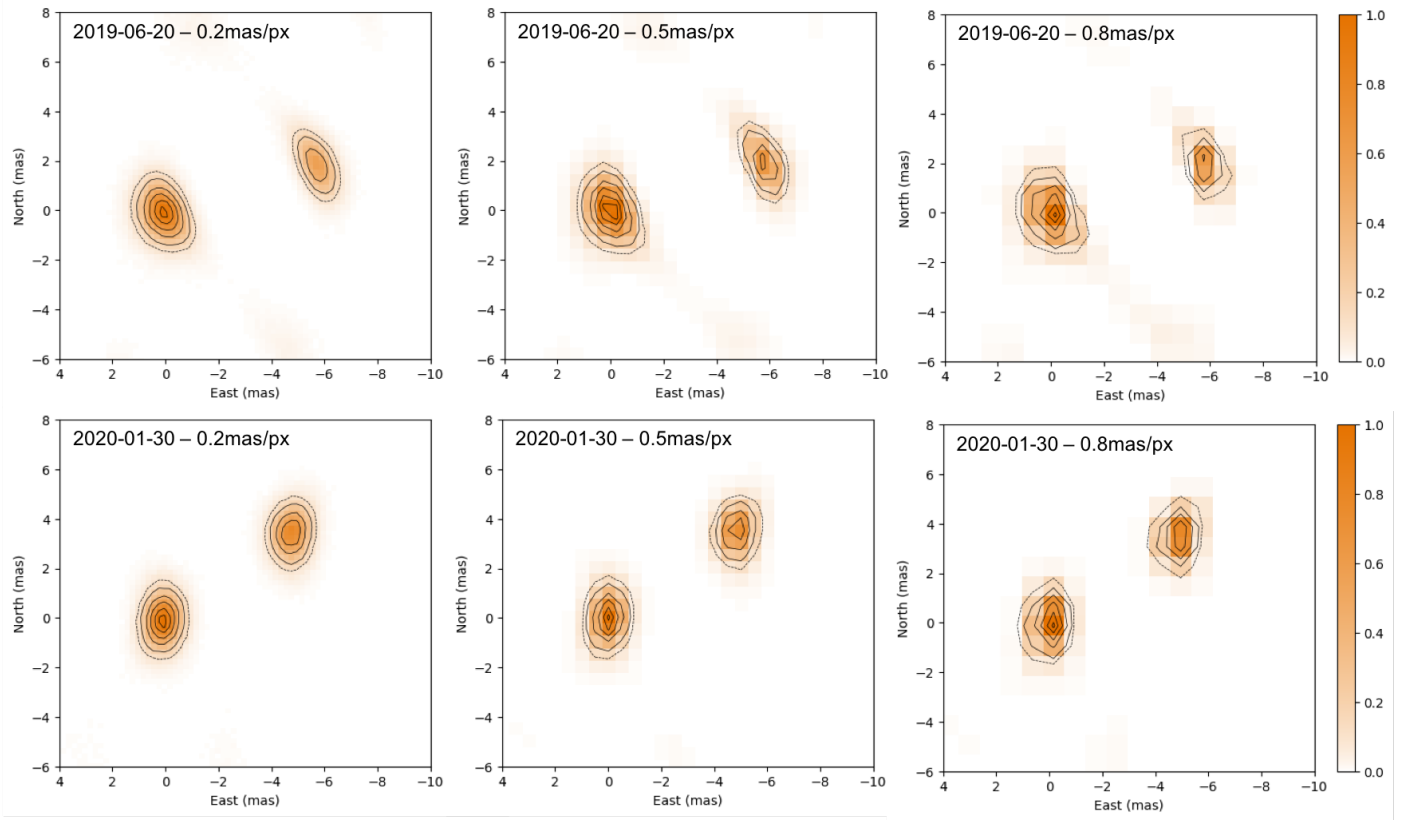 2019-06-20 – 0.2mas/px
8
6
4
2
0
−2
−4
−6
North (mas)
4 2 0 −2 −4 −6 −8 −10
East (mas)
2019-06-20 – 0.5mas/px
8
6
4
2
0
−2
−4
−6
North (mas)
4 2 0 −2 −4 −6 −8 −10
East (mas)
2019-06-20 – 0.8mas/px
8
6
4
2
0
−2
−4
−6
North (mas)
4 2 0 −2 −4 −6 −8 −10
East (mas)
1.0
0.8
0.6
0.4
0.2
0.0
2020-01-30 – 0.2mas/px
8
6
4
2
0
−2
−4
−6
North (mas)
4 2 0 −2 −4 −6 −8 −10
East (mas)
2020-01-30 – 0.5mas/px
8
6
4
2
0
−2
−4
−6
North (mas)
4 2 0 −2 −4 −6 −8 −10
East (mas)
2020-01-30 – 0.8mas/px
8
6
4
2
0
−2
−4
−6
North (mas)
4 2 0 −2 −4 −6 −8 −10
East (mas)
1.0
0.8
0.6
0.4
0.2
0.0